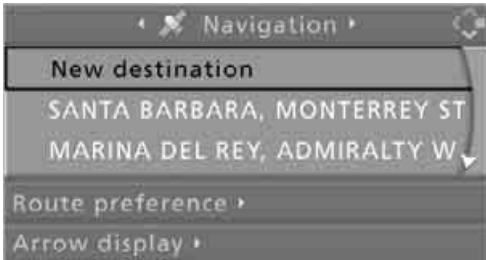 Navigation
New destination
SANTA BARBARA, MONTERREY ST
MARINA DEL REY, ADMIRALTY W
Route preference
Arrow display